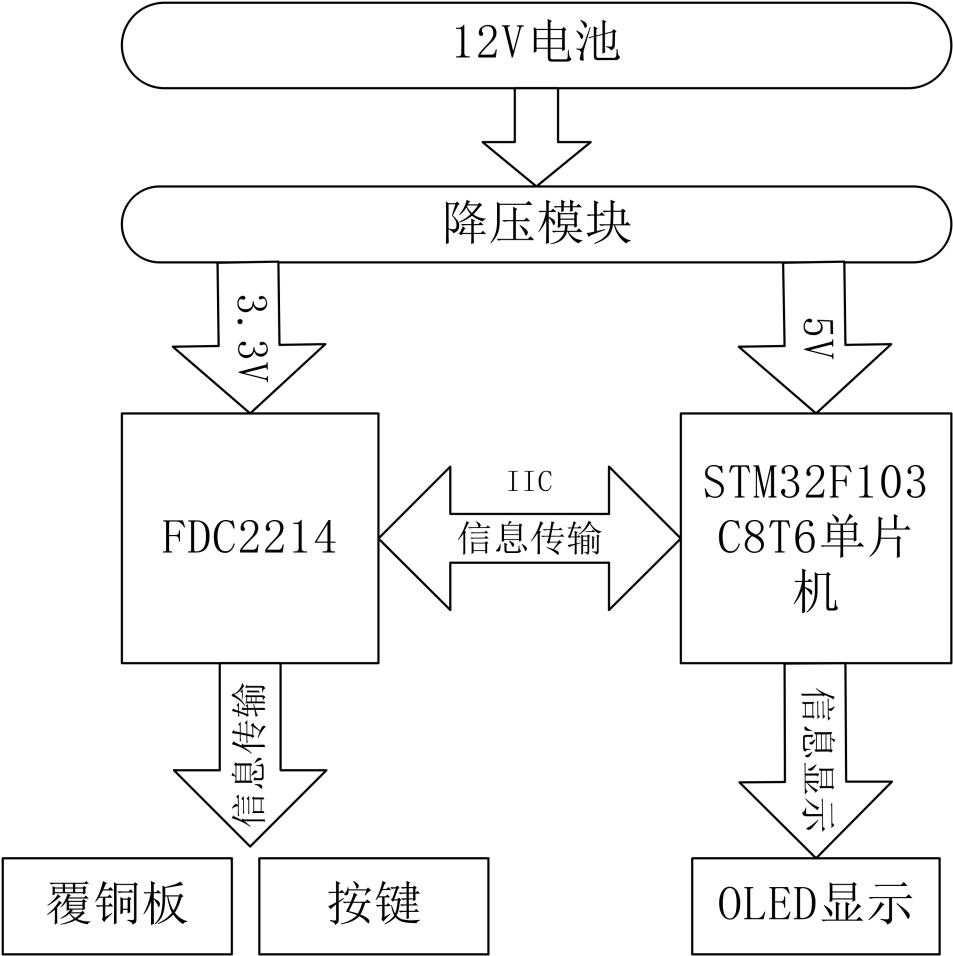 12V电池
降压模块
3.3V
5V
FDC2214
IIC
信息传输
STM32F103
C8T6单片
机
信息传输
信息显示
覆铜板
按键
OLED显示